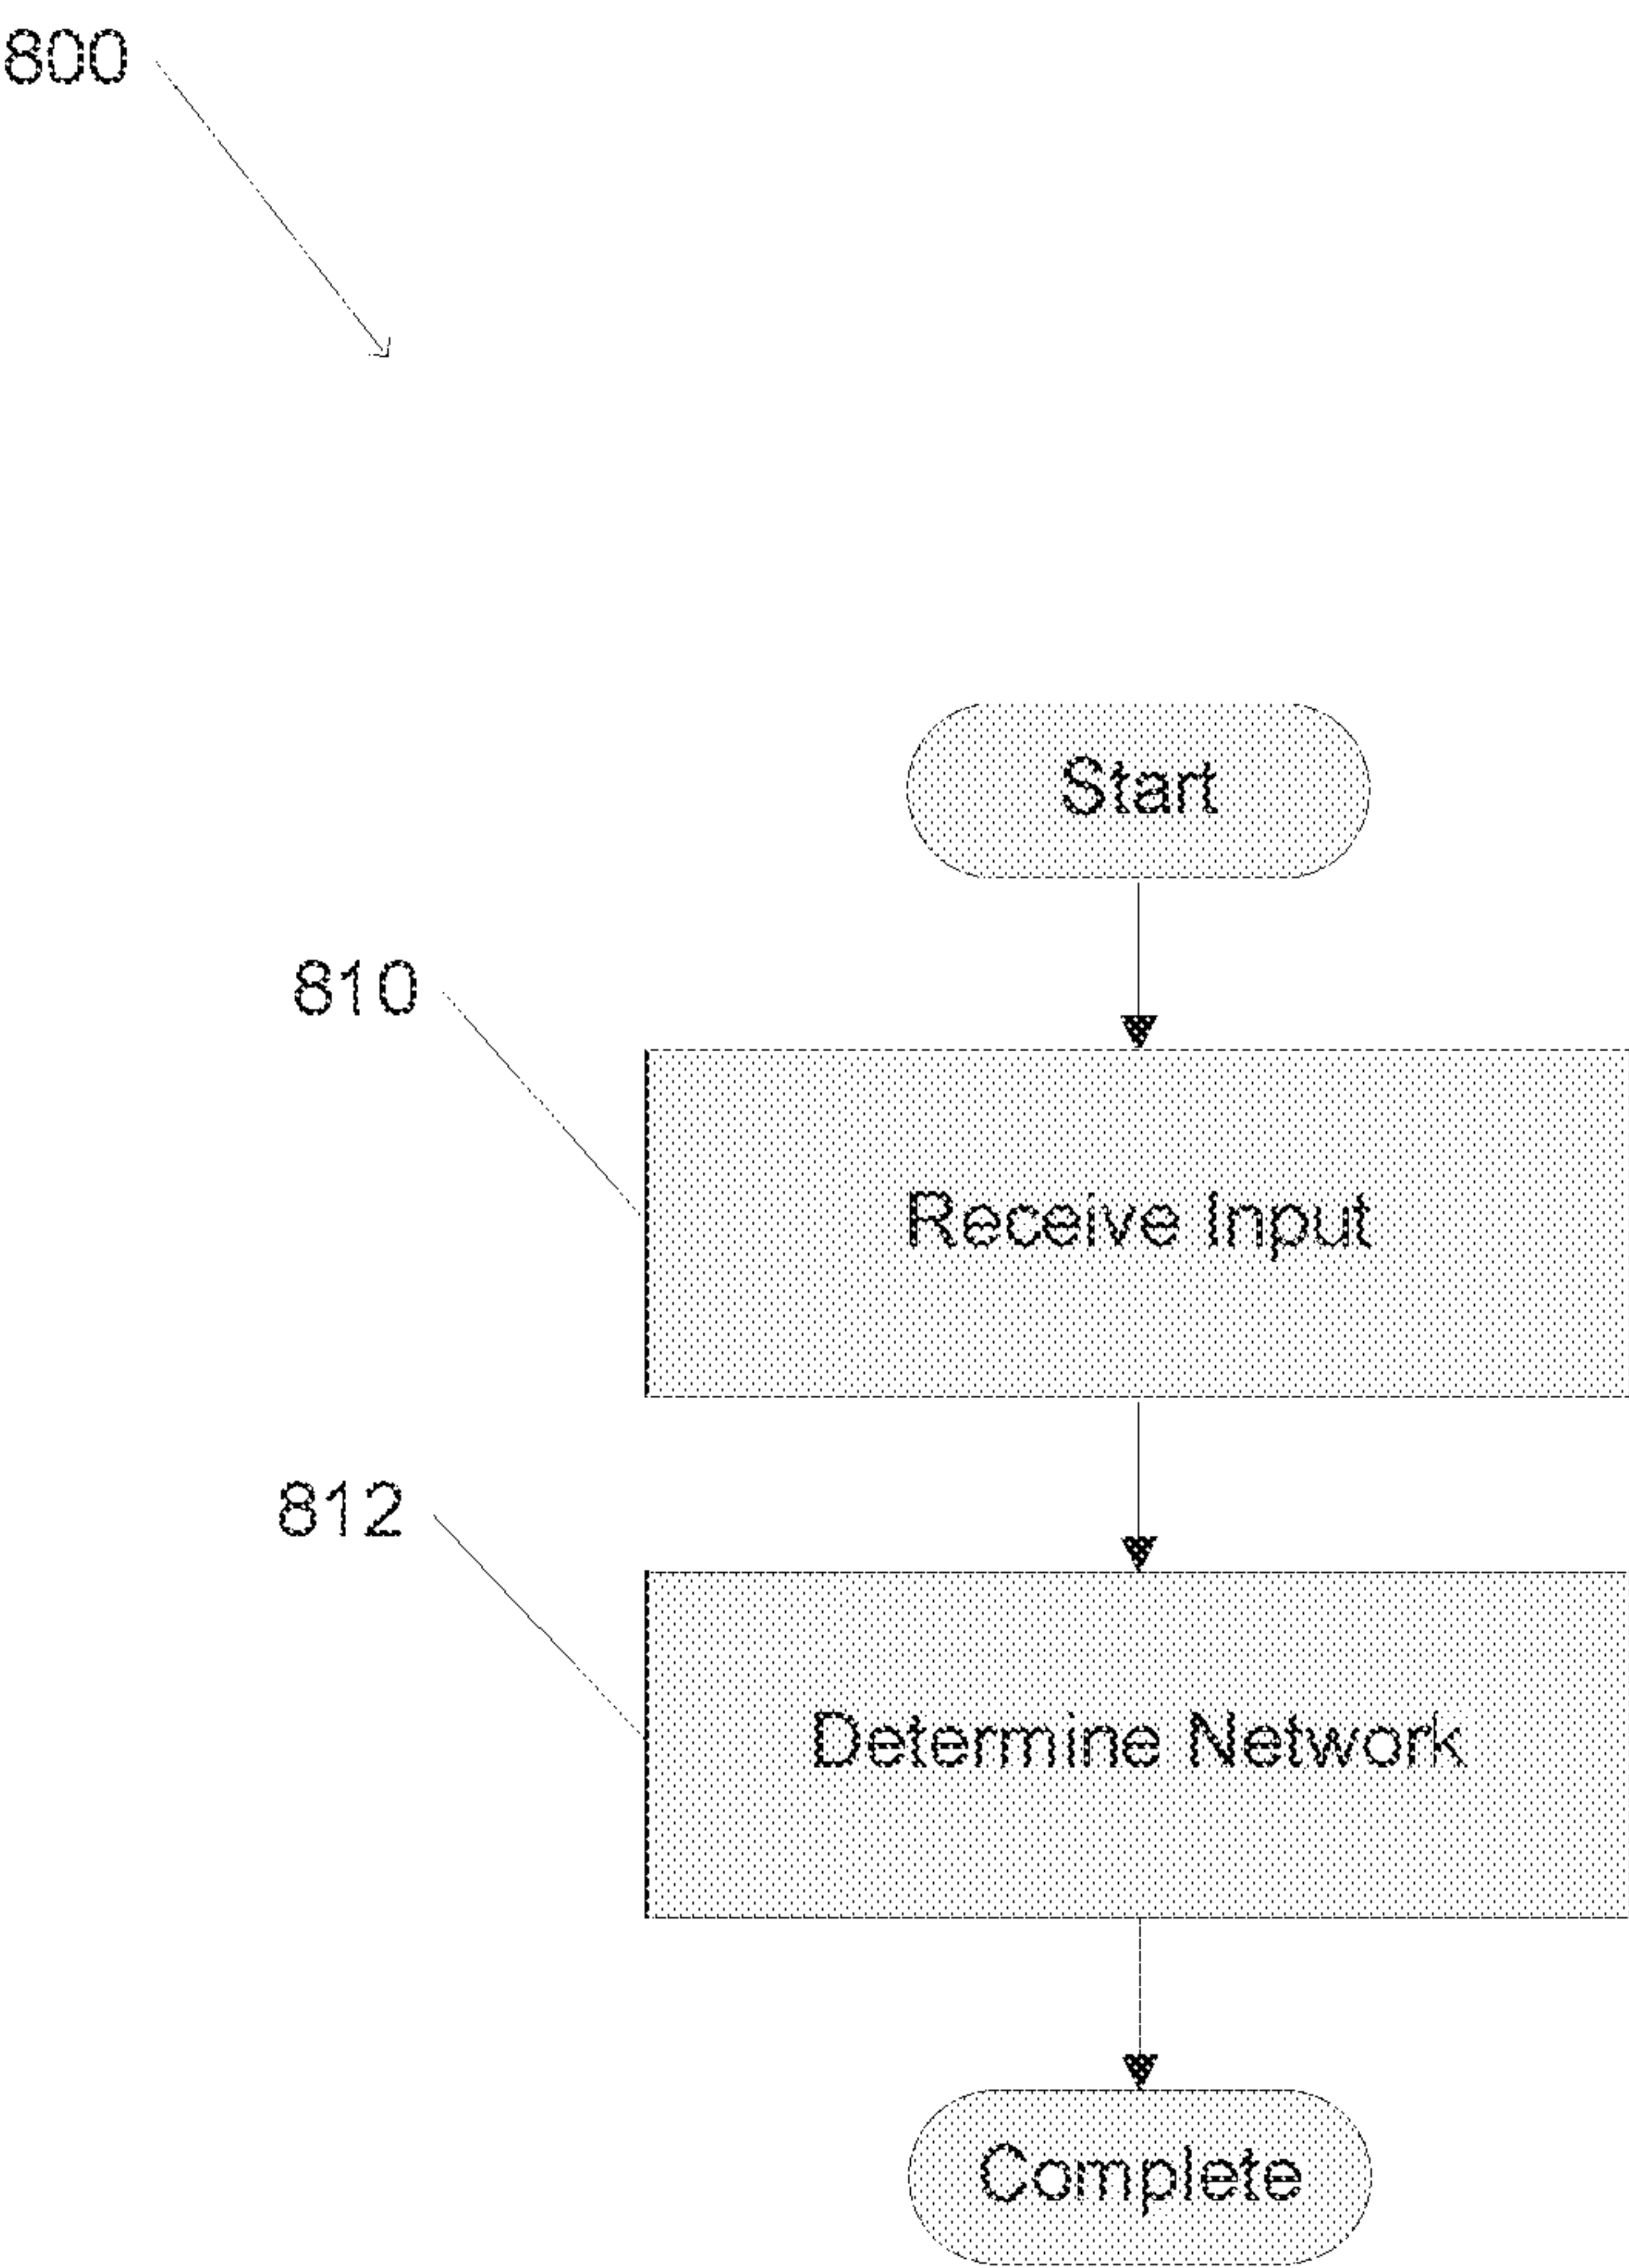 800
Start
810
Receive Input
812
Determine Network
Complete